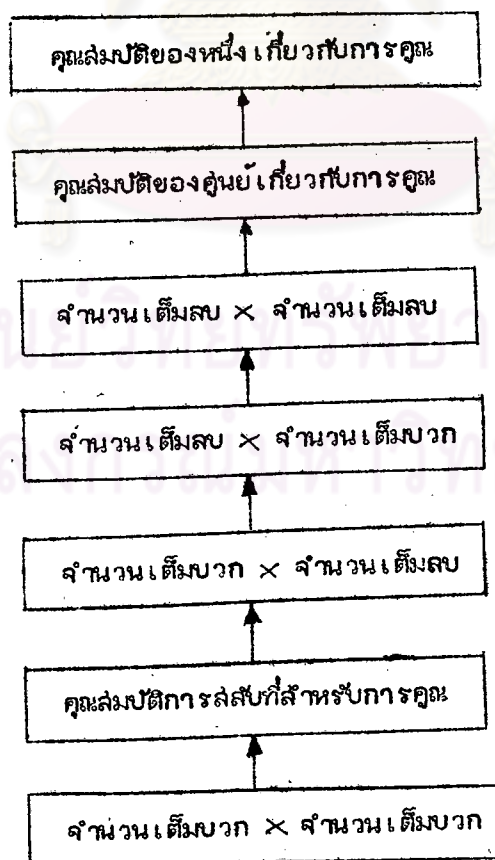 คุณสมบัติของหนึ่งเกี่ยวกับการคูณ
คุณสมบัติของศูนย์เกี่ยวกับการคูณ
จำนวนเต็มลบ × จำนวนเต็มลบ
จำนวนเต็มลบ × จำนวนเต็มบวก
จำนวนเต็มบวก × จำนวนเต็มลบ
คุณสมบัติการสลับที่สำหรับการคูณ
จำนวนเต็มบวก × จำนวนเต็มบวก